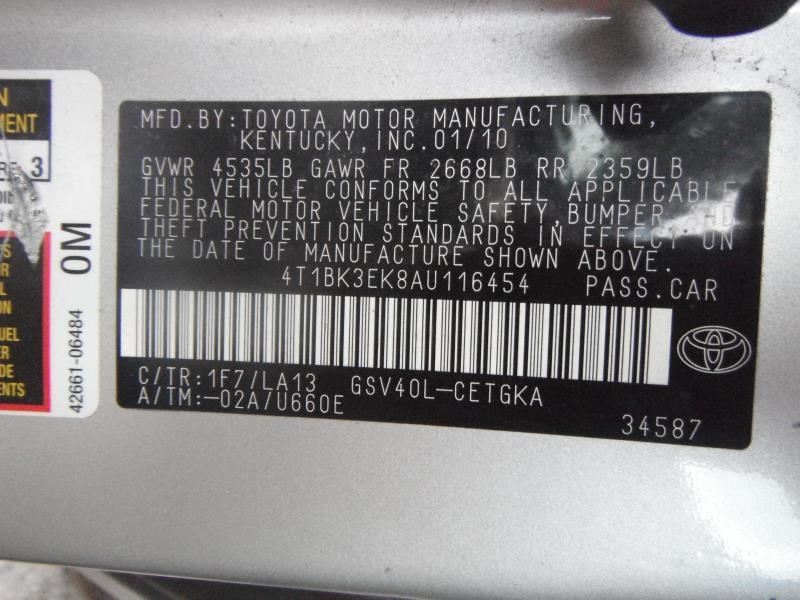 MFD.BY:TOYOTA MOTOR MANUFACTURING,
KENTUCKY, INC. 01/10
GVWR 4535LB GAWR FR 2668LB RR 2359LB
THIS VEHICLE CONFORMS TO ALL APPLICABLE
FEDERAL MOTOR VEHICLE SAFETY, BUMPER, AND
THEFT PREVENTION STANDARDS IN EFFECT ON
THE DATE OF MANUFACTURE SHOWN ABOVE.
4T1BK3EK8AU116454 PASS.CAR
C/TR:1F7/LA13 GSV40L-CETGKA
A/TM:-02A/U660E
34587
3
0M
42661-06484